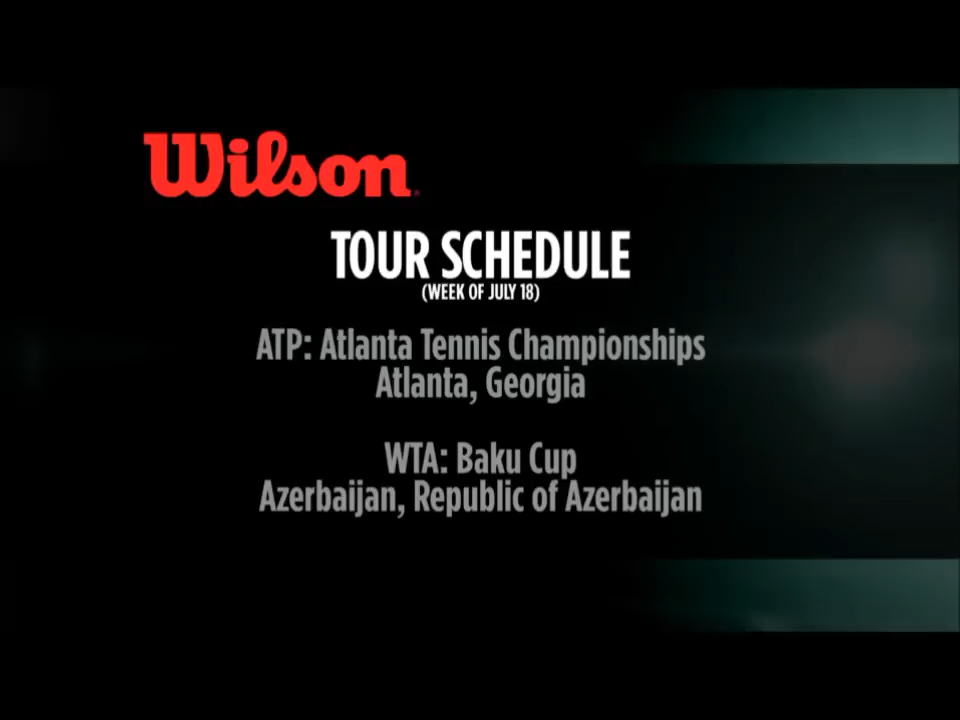 Wilson
TOUR SCHEDULE
(WEEK OF JULY 18)
ATP: Atlanta Tennis Championships
Atlanta, Georgia
WTA: Baku Cup
Azerbaijan, Republic of Azerbaijan